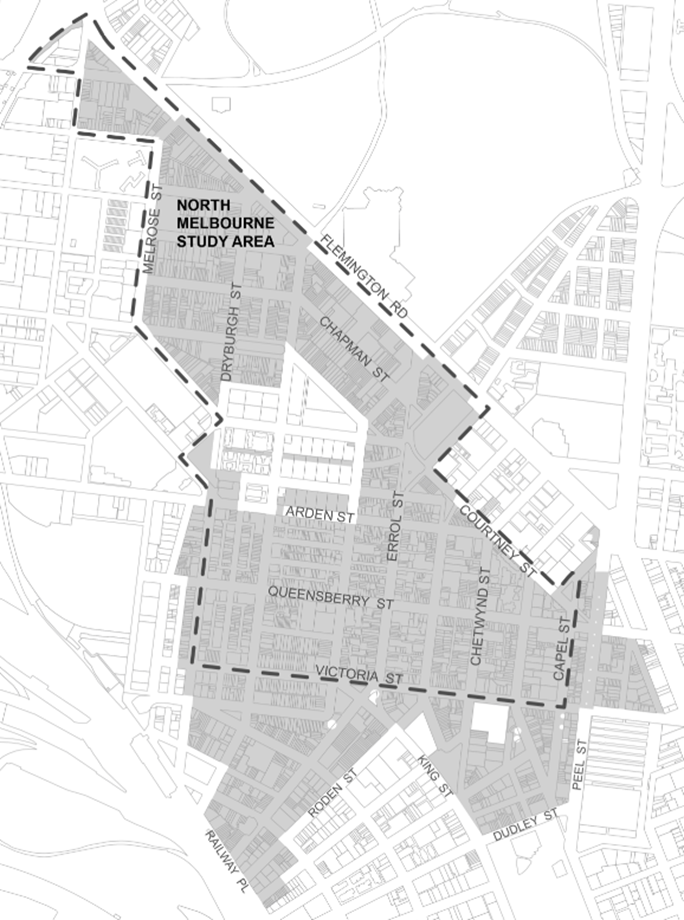 NORTH
MELBOURNE
STUDY AREA
MELROSE ST
FLEMINGTON RD
DRYBURGH ST
CHAPMAN ST
ARDEN ST
ERROL ST
COURTNEY ST
QUEENSBERRY ST
CHETWYND ST
CAPEL ST
VICTORIA ST
PEEL ST
KING ST
RODEN ST
DUDLEY ST
RAILWAY PL